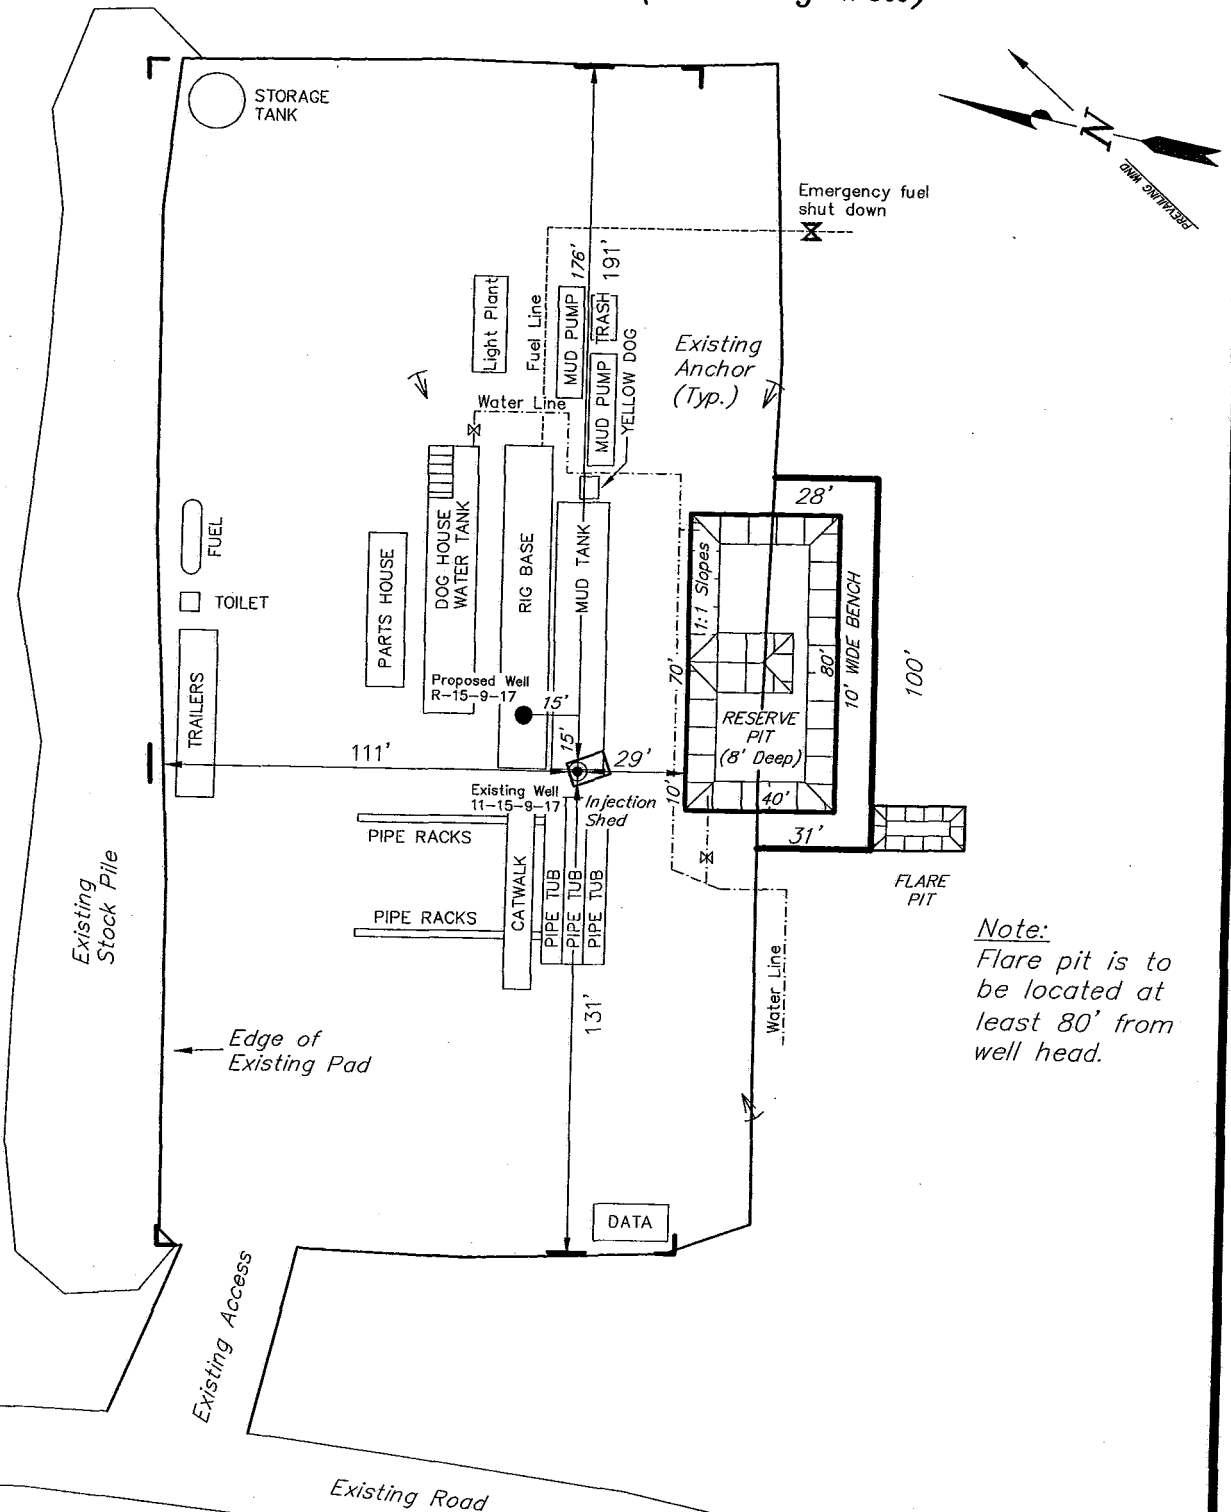 STORAGE
TANK
N
PREVAILING WIND
Emergency fuel
shut down
176'
191'
Light Plant
Fuel Line
MUD PUMP
TRASH
MUD PUMP
YELLOW DOG
Existing
Anchor
(Typ.)
Water Line
28'
FUEL
TOILET
TRAILERS
PARTS HOUSE
DOG HOUSE
WATER TANK
RIG BASE
MUD TANK
1:1 Slopes
70'
80'
10' WIDE BENCH
100'
Proposed Well
R-15-9-17
15'
15'
RESERVE
PIT
(8' Deep)
111'
29'
10'
40'
Existing Well
11-15-9-17
Injection
Shed
31'
PIPE RACKS
PIPE RACKS
CATWALK
PIPE TUB
PIPE TUB
PIPE TUB
FLARE
PIT
Existing
Stock Pile
131'
Water Line
Note:
Flare pit is to
be located at
least 80' from
well head.
Edge of
Existing Pad
DATA
Existing Access
Existing Road